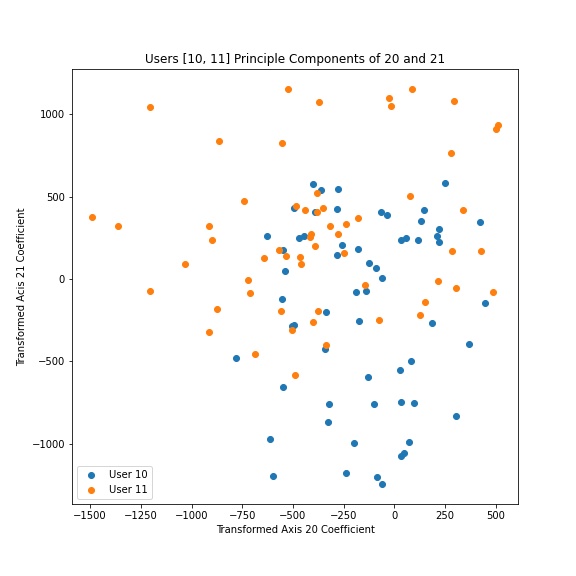 Users [10, 11] Principle Components of 20 and 21
Transformed Acis 21 Coefficient
1000
500
0
−500
−1000
−1500
−1250
−1000
−750
−500
−250
0
250
500
Transformed Axis 20 Coefficient
User 10
User 11